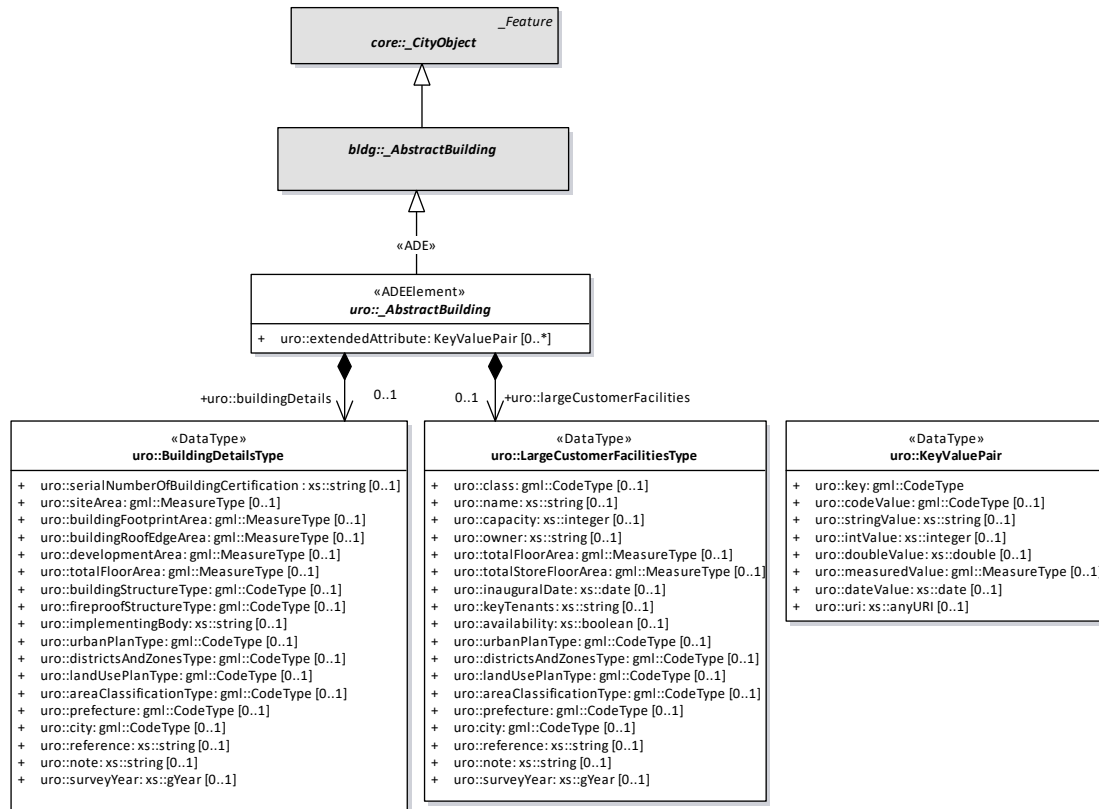 _Feature
core::_CityObject
bldg::_AbstractBuilding
«ADE»
«ADEElement»
uro::_AbstractBuilding
+ uro::extendedAttribute: KeyValuePair [0..*]
+uro::buildingDetails 0..1
0..1 +uro::largeCustomerFacilities
«DataType»
uro::BuildingDetailsType
+ uro::serialNumberOfBuildingCertification : xs::string [0..1]
+ uro::siteArea: gml::MeasureType [0..1]
+ uro::buildingFootprintArea: gml::MeasureType [0..1]
+ uro::buildingRoofEdgeArea: gml::MeasureType [0..1]
+ uro::developmentArea: gml::MeasureType [0..1]
+ uro::totalFloorArea: gml::MeasureType [0..1]
+ uro::buildingStructureType: gml::CodeType [0..1]
+ uro::fireproofStructureType: gml::CodeType [0..1]
+ uro::implementingBody: xs::string [0..1]
+ uro::urbanPlanType: gml::CodeType [0..1]
+ uro::districtsAndZonesType: gml::CodeType [0..1]
+ uro::landUsePlanType: gml::CodeType [0..1]
+ uro::areaClassificationType: gml::CodeType [0..1]
+ uro::prefecture: gml::CodeType [0..1]
+ uro::city: gml::CodeType [0..1]
+ uro::reference: xs::string [0..1]
+ uro::note: xs::string [0..1]
+ uro::surveyYear: xs::gYear [0..1]
«DataType»
uro::LargeCustomerFacilitiesType
+ uro::class: gml::CodeType [0..1]
+ uro::name: xs::string [0..1]
+ uro::capacity: xs::integer [0..1]
+ uro::owner: xs::string [0..1]
+ uro::totalFloorArea: gml::MeasureType [0..1]
+ uro::totalStoreFloorArea: gml::MeasureType [0..1]
+ uro::inauguralDate: xs::date [0..1]
+ uro::keyTenants: xs::string [0..1]
+ uro::availability: xs::boolean [0..1]
+ uro::urbanPlanType: gml::CodeType [0..1]
+ uro::districtsAndZonesType: gml::CodeType [0..1]
+ uro::landUsePlanType: gml::CodeType [0..1]
+ uro::areaClassificationType: gml::CodeType [0..1]
+ uro::prefecture: gml::CodeType [0..1]
+ uro:city: gml::CodeType [0..1]
+ uro::reference: xs::string [0..1]
+ uro::note: xs::string [0..1]
+ uro::surveyYear: xs::gYear [0..1]
«DataType»
uro::KeyValuePair
+ uro::key: gml::CodeType
+ uro::codeValue: gml::CodeType [0..1]
+ uro::stringValue: xs::string [0..1]
+ uro::intValue: xs::integer [0..1]
+ uro::doubleValue: xs::double [0..1]
+ uro::measuredValue: gml::MeasureType [0..1]
+ uro::dateValue: xs::date [0..1]
+ uro::uri: xs::anyURI [0..1]